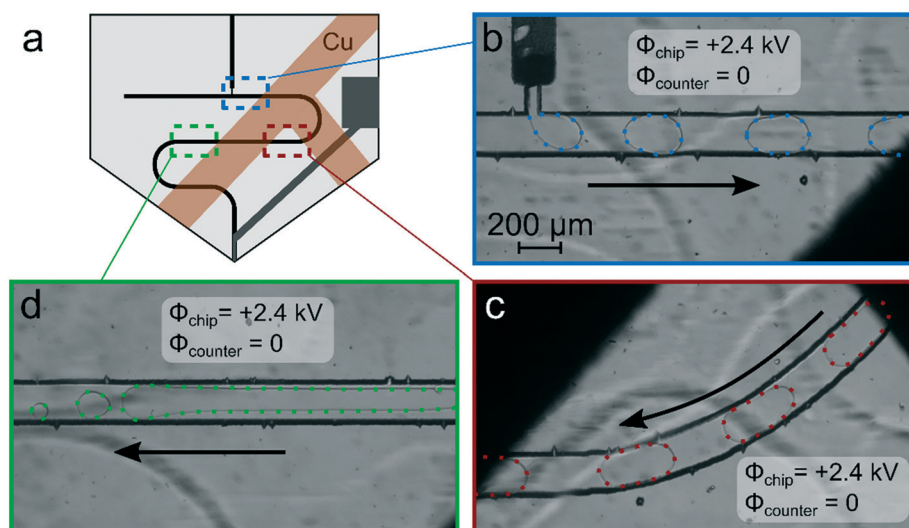 a
Cu
b
Φchip= +2.4 kV
Φcounter = 0
200 µm
d
Φchip= +2.4 kV
Φcounter = 0
c
Φchip= +2.4 kV
Φcounter = 0